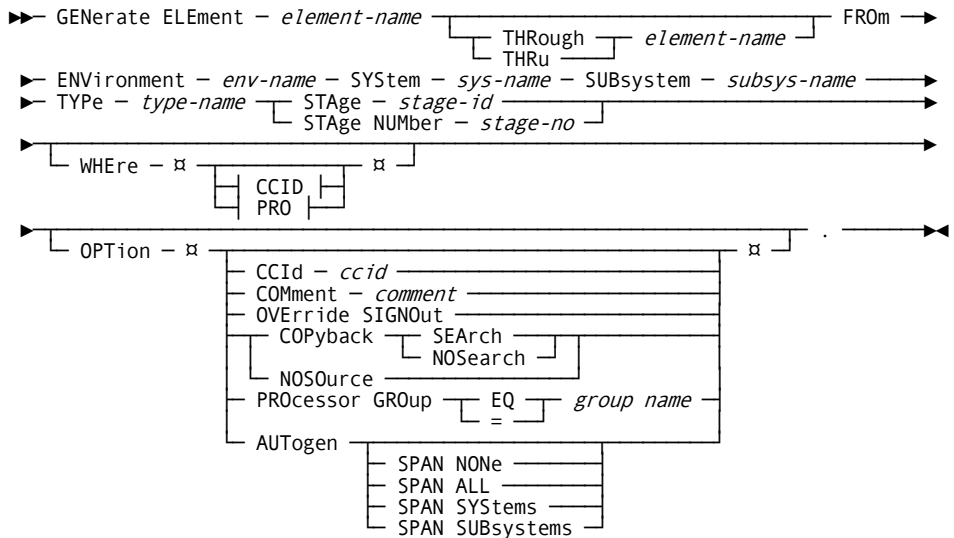 GENerate ELEment element-name FROm
THRough element-name
THRu
ENVironment env-name SYStem sys-name SUBsystem subsys-name
TYPe type-name STAge stage-id
STAge NUMber stage-no
WHEre ¤ ¤
CCID
PRO
OPTion ¤ ¤ .
CCId ccid
COMment comment
OVErride SIGNOut
COPyback SEArch
NOSearch
NOSOurce
PROcessor GROup EQ group name
=
AUTogen
SPAN NONe
SPAN ALL
SPAN SYStems
SPAN SUBsystems